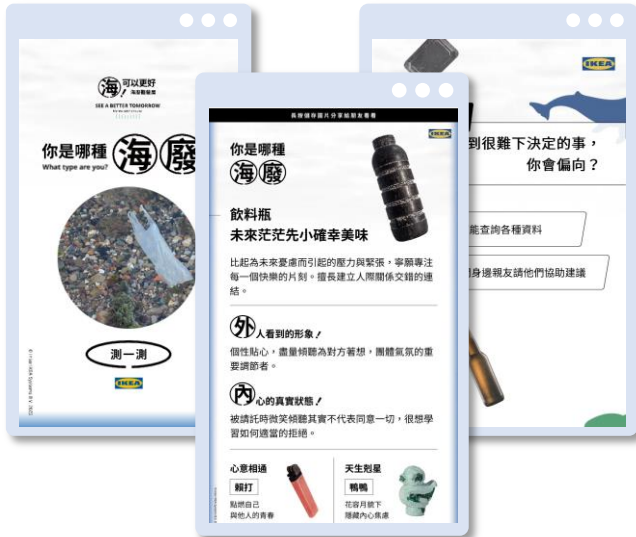 海可以更好
海廢觀察團
SEE A BETTER TOMORROW
你是哪種海廢
What type are you?
測一測
IKEA
長按儲存圖片分享給朋友看看
IKEA
你是哪種
海廢
飲料瓶
未來茫茫先小確幸美味
比起為未來憂慮而引起的壓力與緊張，寧願專注
每一個快樂的片刻。擅長建立人際關係交錯的連
結。
外人看到的形象！
個性貼心，盡量傾聽為對方著想，團體氣氛的重
要調節者。
內心的真實狀態！
被請託時微笑傾聽其實不代表同意一切，很想學
習如何適當的拒絕。
心意相通
賴打
點燃自己
與他人的青春
天生剋星
鴨鴨
花容月貌下
隱藏內心焦慮
IKEA
到很難下決定的事，
你會偏向？
能查詢各種資料
身邊親友請他們協助建議